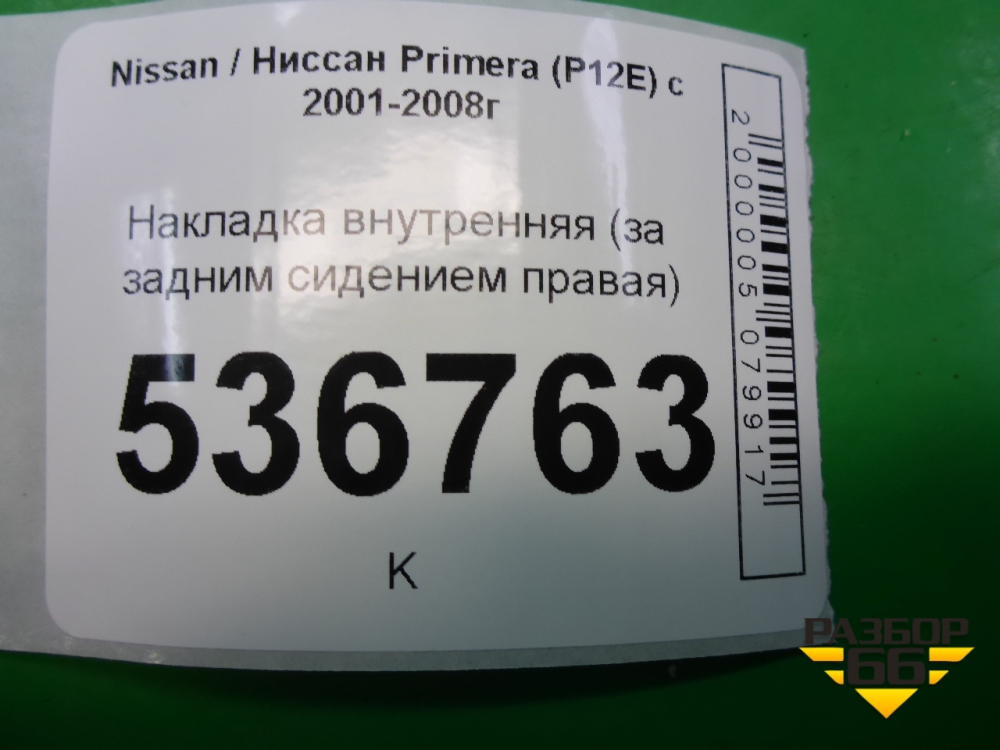 Nissan / Ниссан Primera (P12E) с
2001-2008г
Накладка внутренняя (за
задним сидением правая)
536763
К
2000005079917
РАЗБОР
66